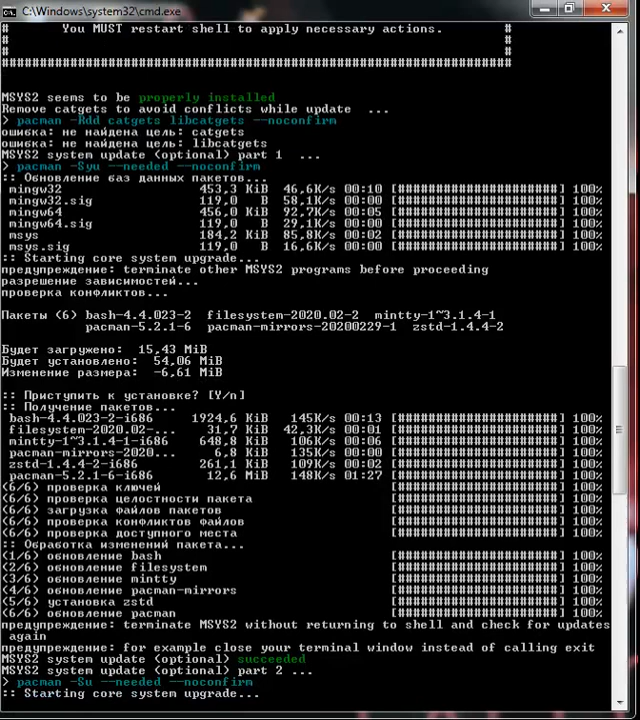 C:\Windows\system32\cmd.exe
# You MUST restart shell to apply necessary actions. #
# #
# #
###################################################################
MSYS2 seems to be properly installed
Remove catgets to avoid conflicts while update ...
> pacman -Rdd catgets libcatgets --noconfirm
ошибка: не найдена цель: catgets
ошибка: не найдена цель: libcatgets
MSYS2 system update (optional) part 1 ...
> pacman -Syu --needed --noconfirm
:: Обновление баз данных пакетов...
mingw32 453,3 KiB 46,6K/s 00:10 [######################] 100%
mingw32.sig 119,0 B 58,1K/s 00:00 [######################] 100%
mingw64 456,0 KiB 92,7K/s 00:05 [######################] 100%
mingw64.sig 119,0 B 29,1K/s 00:00 [######################] 100%
msys 184,2 KiB 85,8K/s 00:02 [######################] 100%
msys.sig 119,0 B 16,6K/s 00:00 [######################] 100%
:: Starting core system upgrade...
предупреждение: terminate other MSYS2 programs before proceeding
разрешение зависимостей...
проверка конфликтов...
Пакеты (6) bash-4.4.023-2 filesystem-2020.02-2 mintty-1~3.1.4-1
pacman-5.2.1-6 pacman-mirrors-20200229-1 zstd-1.4.4-2
Будет загружено: 15,43 MiB
Будет установлено: 54,06 MiB
Изменение размера: -6,61 MiB
:: Приступить к установке? [Y/n]
:: Получение пакетов...
bash-4.4.023-2-i686 1924,6 KiB 145K/s 00:13 [######################] 100%
filesystem-2020.02-... 31,7 KiB 42,3K/s 00:01 [######################] 100%
mintty-1~3.1.4-1-i686 648,8 KiB 106K/s 00:06 [######################] 100%
pacman-mirrors-2020... 6,8 KiB 135K/s 00:00 [######################] 100%
zstd-1.4.4-2-i686 261,1 KiB 109K/s 00:02 [######################] 100%
pacman-5.2.1-6-i686 12,6 MiB 148K/s 01:27 [######################] 100%
(6/6) проверка ключей [######################] 100%
(6/6) проверка целостности пакета [######################] 100%
(6/6) загрузка файлов пакетов [######################] 100%
(6/6) проверка конфликтов файлов [######################] 100%
(6/6) проверка доступного места [######################] 100%
:: Обработка изменений пакета...
(1/6) обновление bash [######################] 100%
(2/6) обновление filesystem [######################] 100%
(3/6) обновление mintty [######################] 100%
(4/6) обновление pacman-mirrors [######################] 100%
(5/6) установка zstd [######################] 100%
(6/6) обновление pacman [######################] 100%
предупреждение: terminate MSYS2 without returning to shell and check for updates
again
предупреждение: for example close your terminal window instead of calling exit
MSYS2 system update (optional) succeeded
MSYS2 system update (optional) part 2 ...
> pacman -Su --needed --noconfirm
:: Starting core system upgrade...